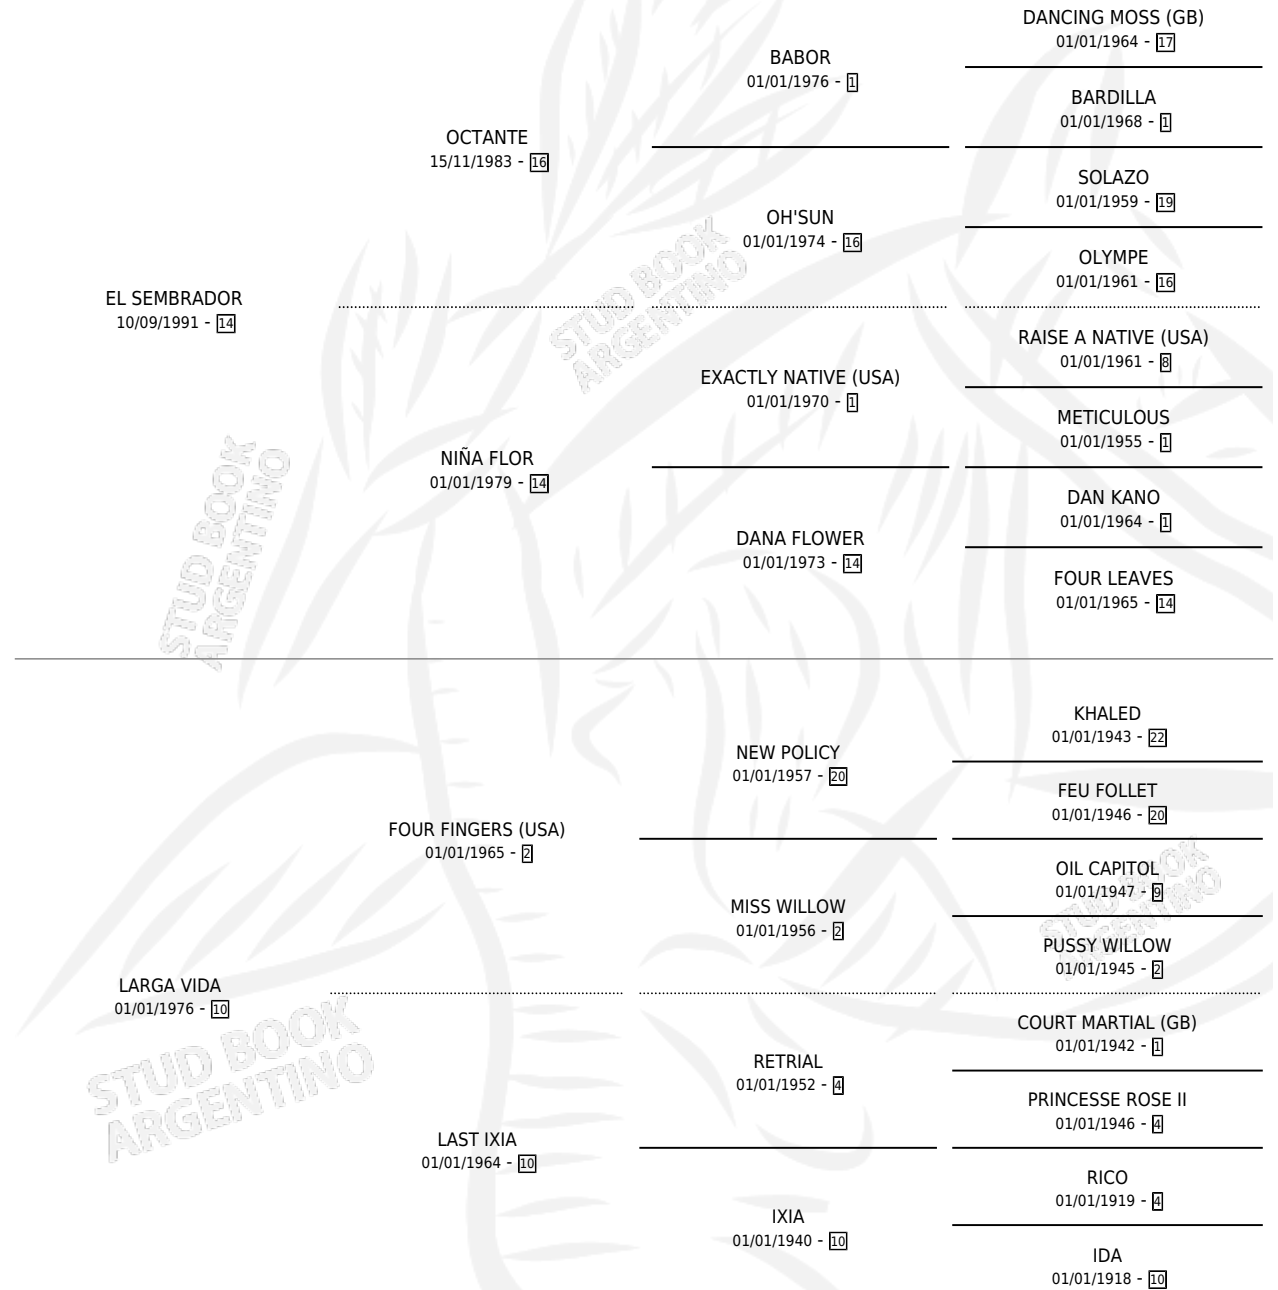 DANCING MOSS (GB)
01/01/1964 - 17
BABOR
01/01/1976 - 1
BARDILLA
01/01/1968 - 1
OCTANTE
15/11/1983 - 16
SOLAZO
01/01/1959 - 19
OH'SUN
01/01/1974 - 16
OLYMPE
01/01/1961 - 16
EL SEMBRADOR
10/09/1991 - 14
RAISE A NATIVE (USA)
01/01/1961 - 8
EXACTLY NATIVE (USA)
01/01/1970 - 1
METICULOUS
01/01/1955 - 1
NIÑA FLOR
01/01/1979 - 14
DAN KANO
01/01/1964 - 1
DANA FLOWER
01/01/1973 - 14
FOUR LEAVES
01/01/1965 - 14
KHALED
01/01/1943 - 22
NEW POLICY
01/01/1957 - 20
FEU FOLLET
01/01/1946 - 20
FOUR FINGERS (USA)
01/01/1965 - 2
OIL CAPITOL
01/01/1947 - 9
MISS WILLOW
01/01/1956 - 2
PUSSY WILLOW
01/01/1945 - 2
LARGA VIDA
01/01/1976 - 10
COURT MARTIAL (GB)
01/01/1942 - 1
RETRIAL
01/01/1952 - 4
PRINCESSE ROSE II
01/01/1946 - 4
LAST IXIA
01/01/1964 - 10
RICO
01/01/1919 - 4
IXIA
01/01/1940 - 10
IDA
01/01/1918 - 10
STUD BOOK
ARGENTINO
STUD BOOK
ARGENTINO
STUD BOOK
ARGENTINO
STUD BOOK
ARGENTINO